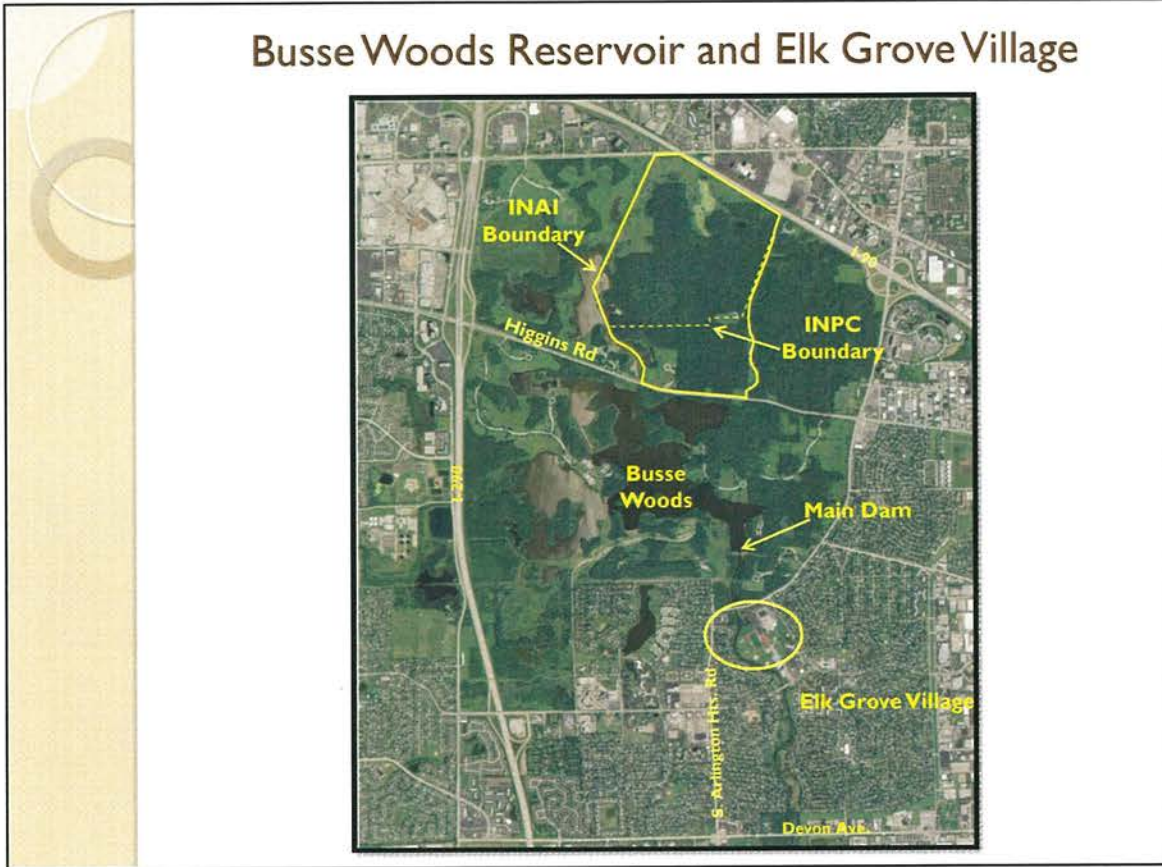 Busse Woods Reservoir and Elk Grove Village
INAI
Boundary
I-90
INPC
Boundary
Higgins Rd
I-290
Busse
Woods
Main Dam
Elk Grove Village
S. Arlington Hts. Rd
Devon Ave.